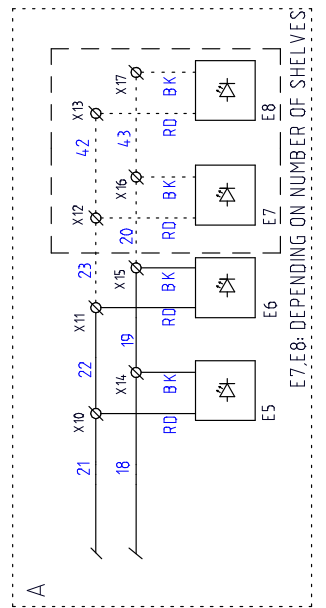 A
21
X10
22
X11
23
X12
42
X13
18
X14
19
X15
20
X16
43
X17
RD
BK
RD
BK
RD
BK
RD
BK
E5
E6
E7
E8
E7,E8: DEPENDING ON NUMBER OF SHELVES